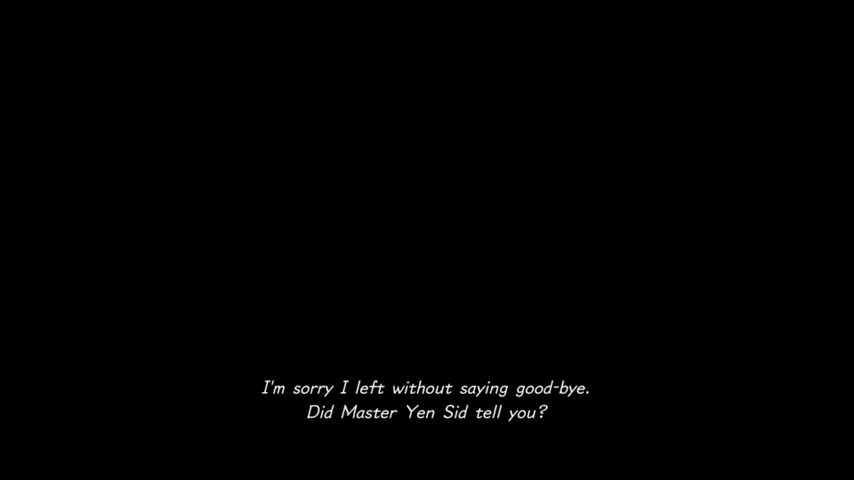 I'm sorry I left without saying good-bye.
Did Master Yen Sid tell you?